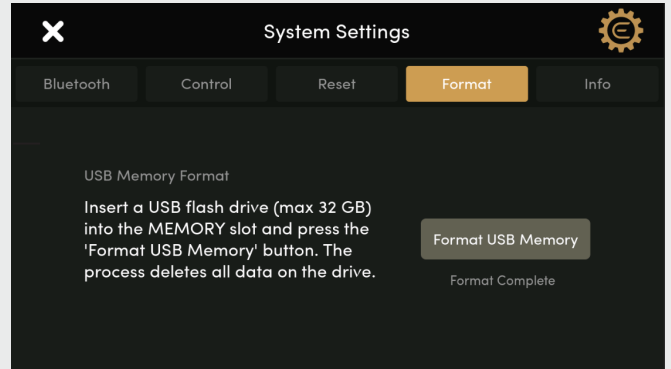 System Settings
Bluetooth Control Reset Format Info
USB Memory Format
Insert a USB flash drive (max 32 GB)
into the MEMORY slot and press the
'Format USB Memory' button. The
process deletes all data on the drive.
Format USB Memory
Format Complete